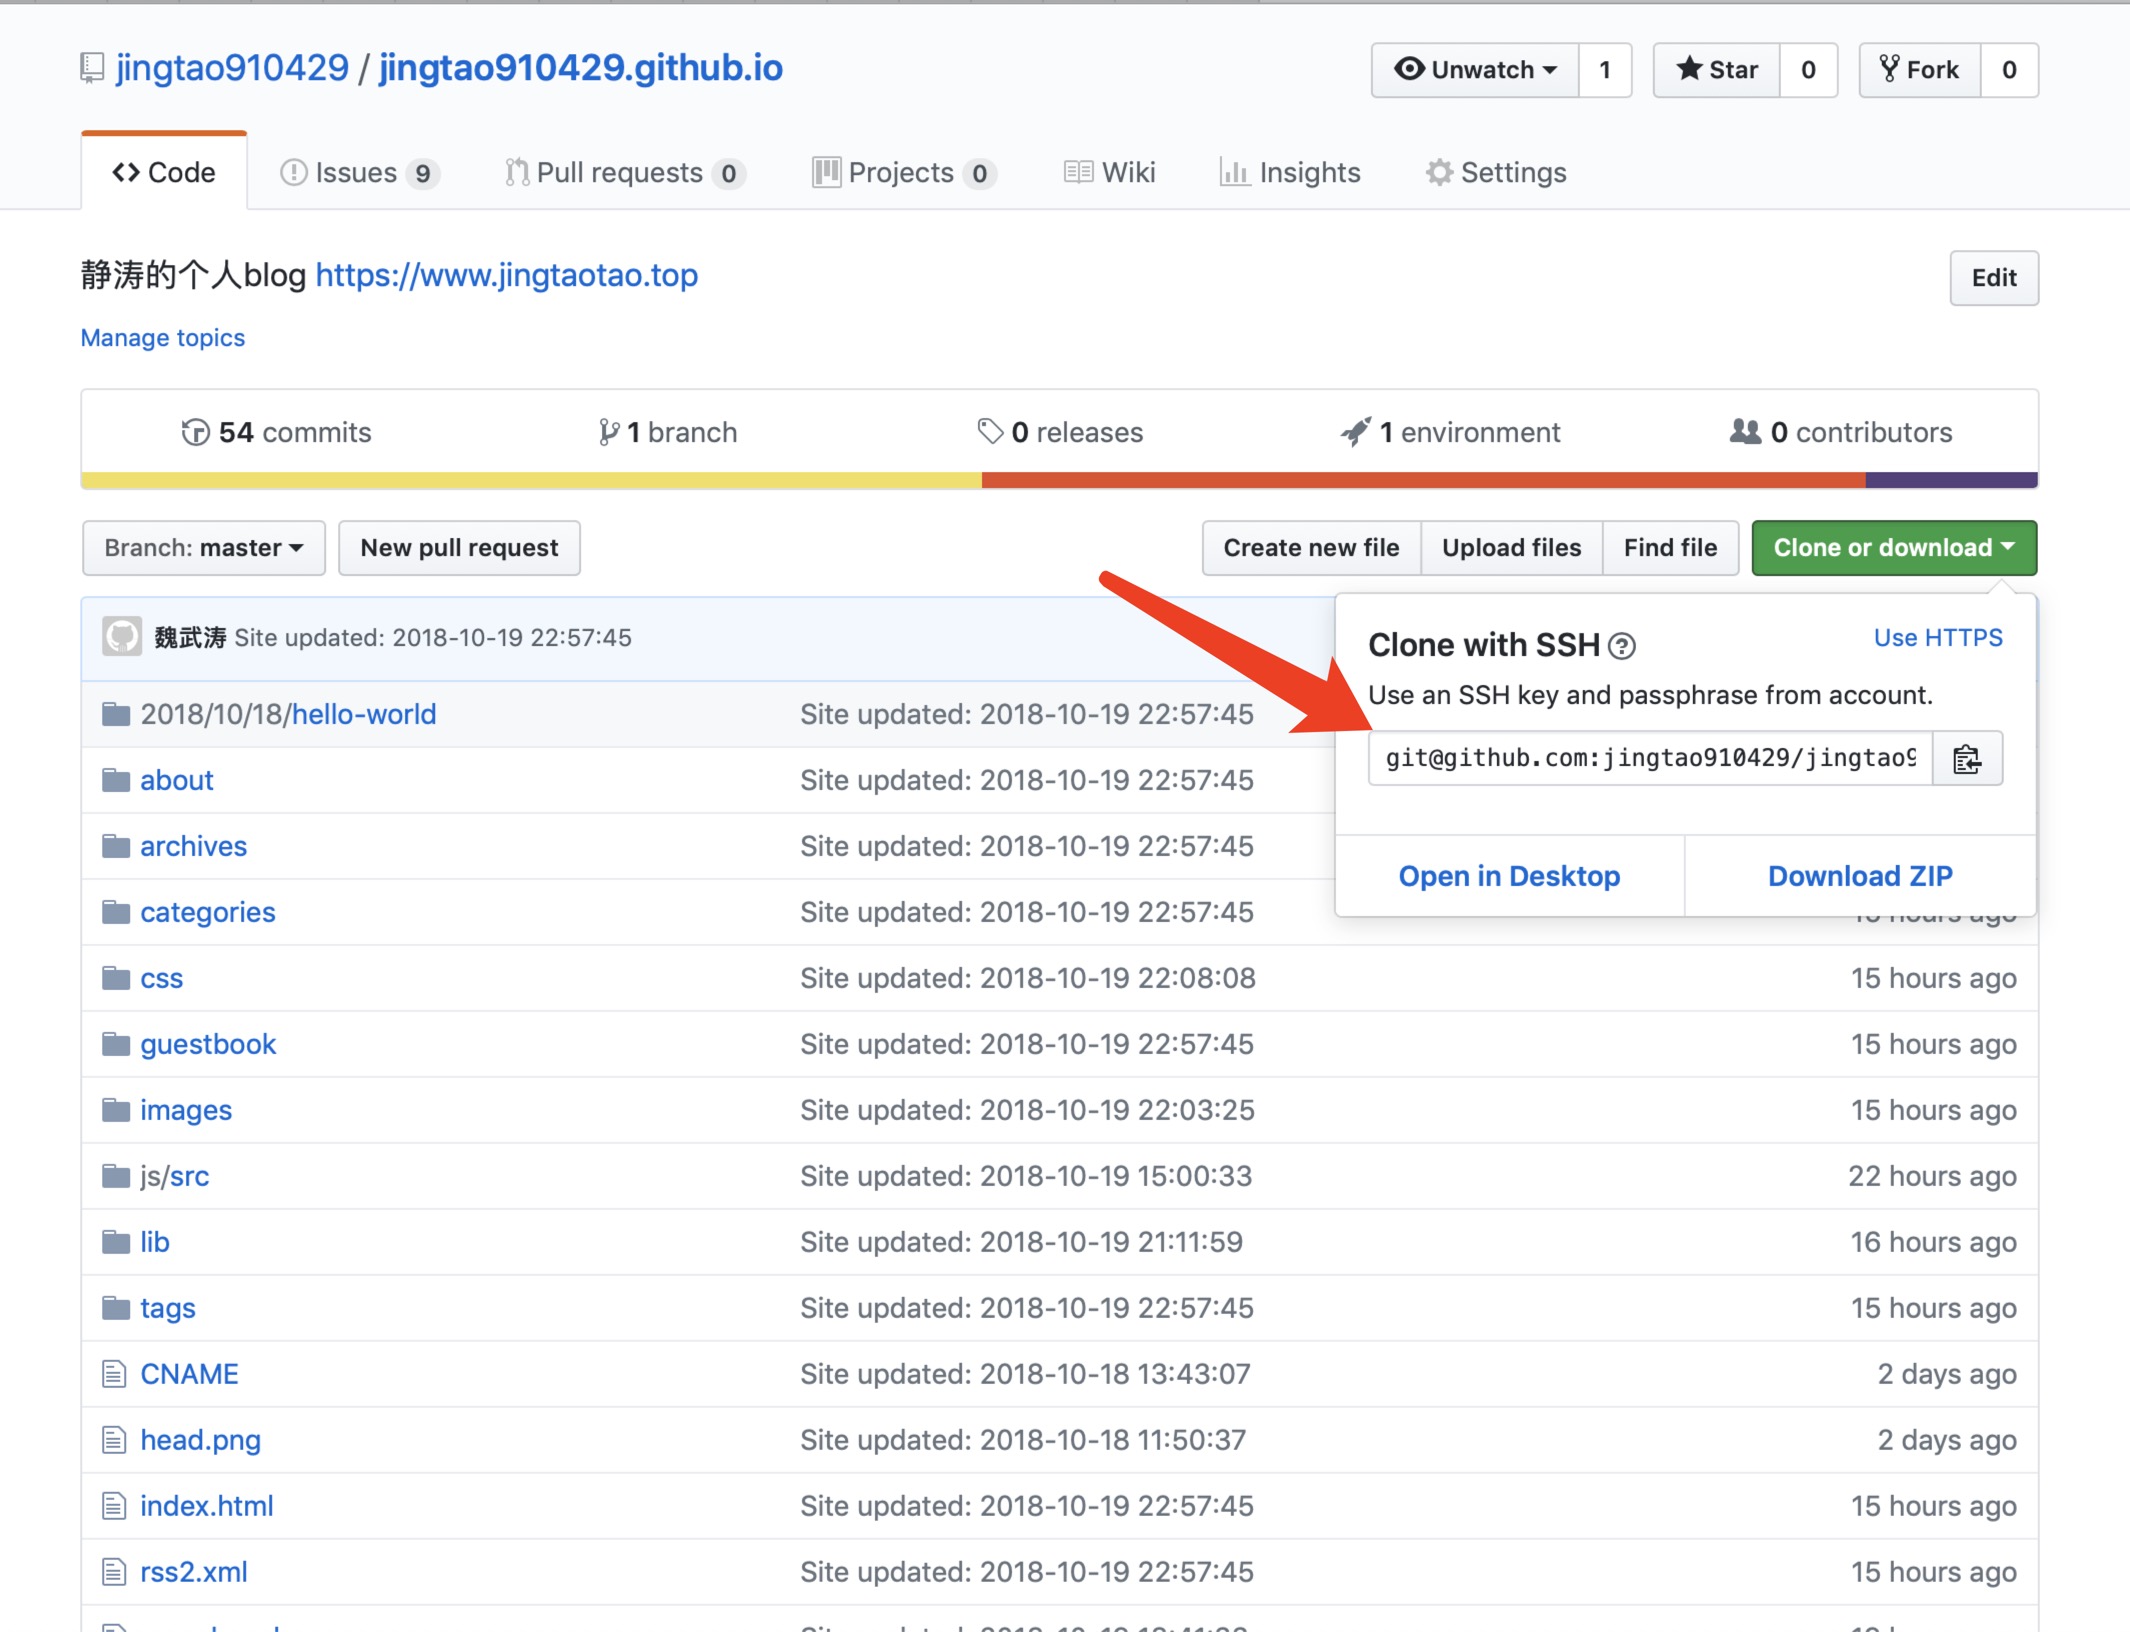 jingtao910429 / jingtao910429.github.io
Unwatch 1
Star 0
Fork 0
Code
Issues 9
Pull requests 0
Projects 0
Wiki
Insights
Settings
静涛的个人blog https://www.jingtaotao.top
Edit
Manage topics
54 commits
1 branch
0 releases
1 environment
0 contributors
Branch: master
New pull request
Create new file
Upload files
Find file
Clone or download
魏武涛 Site updated: 2018-10-19 22:57:45
Clone with SSH
Use HTTPS
Use an SSH key and passphrase from account.
git@github.com:jingtao910429/jingtao9
Open in Desktop
Download ZIP
2018/10/18/hello-world Site updated: 2018-10-19 22:57:45
about Site updated: 2018-10-19 22:57:45
archives Site updated: 2018-10-19 22:57:45
categories Site updated: 2018-10-19 22:57:45 hours ago
css Site updated: 2018-10-19 22:08:08 15 hours ago
guestbook Site updated: 2018-10-19 22:57:45 15 hours ago
images Site updated: 2018-10-19 22:03:25 15 hours ago
js/src Site updated: 2018-10-19 15:00:33 22 hours ago
lib Site updated: 2018-10-19 21:11:59 16 hours ago
tags Site updated: 2018-10-19 22:57:45 15 hours ago
CNAME Site updated: 2018-10-18 13:43:07 2 days ago
head.png Site updated: 2018-10-18 11:50:37 2 days ago
index.html Site updated: 2018-10-19 22:57:45 15 hours ago
rss2.xml Site updated: 2018-10-19 22:57:45 15 hours ago